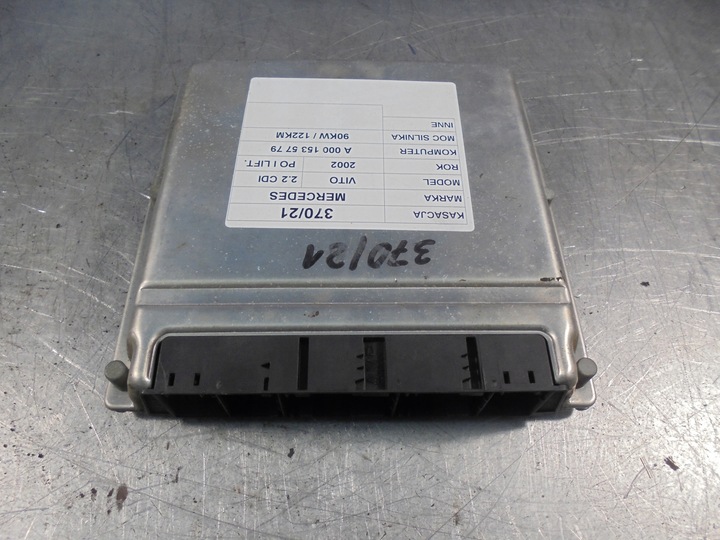 KASACJA 370/21
MARKA MERCEDES
MODEL VITO 2.2 CDI
ROK 2002 PO I LIFT.
KOMPUTER A 000 153 57 79
MOC SILNIKA 90KW / 122KM
INNE
370/21